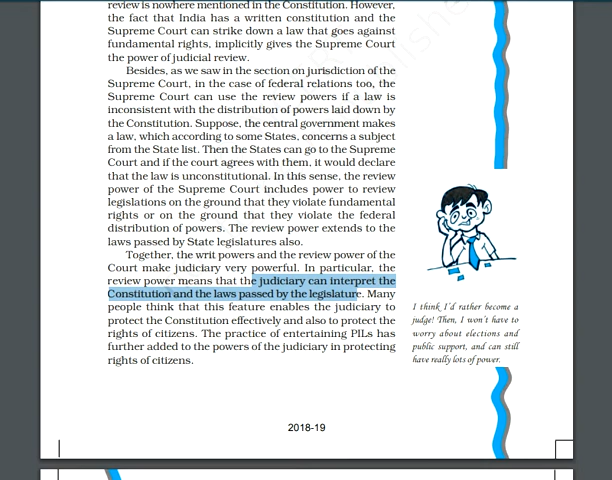 review is nowhere mentioned in the Constitution. However,
the fact that India has a written constitution and the
Supreme Court can strike down a law that goes against
fundamental rights, implicitly gives the Supreme Court
the power of judicial review.
Besides, as we saw in the section on jurisdiction of the
Supreme Court, in the case of federal relations too, the
Supreme Court can use the review powers if a law is
inconsistent with the distribution of powers laid down by
the Constitution. Suppose, the central government makes
a law, which according to some States, concerns a subject
from the State list. Then the States can go to the Supreme
Court and if the court agrees with them, it would declare
that the law is unconstitutional. In this sense, the review
power of the Supreme Court includes power to review
legislations on the ground that they violate fundamental
rights or on the ground that they violate the federal
distribution of powers. The review power extends to the
laws passed by State legislatures also.
Together, the writ powers and the review power of the
Court make judiciary very powerful. In particular, the
review power means that the judiciary can interpret the
Constitution and the laws passed by the legislature. Many
people think that this feature enables the judiciary to
protect the Constitution effectively and also to protect the
rights of citizens. The practice of entertaining PILs has
further added to the powers of the judiciary in protecting
rights of citizens.
I think I'd rather become a
judge! Then, I won't have to
worry about elections and
public support, and can still
have really lots of power.
2018-19